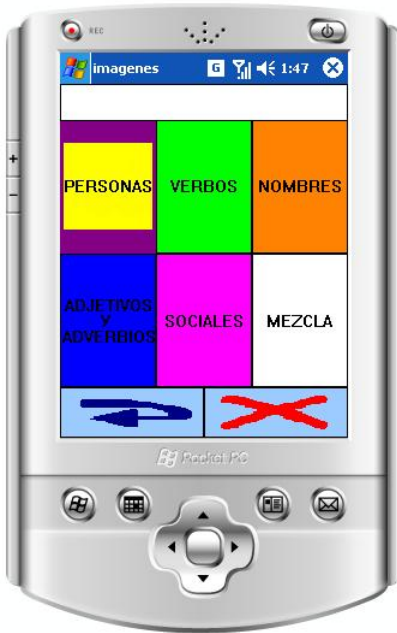 REC
imagenes G 1:47
PERSONAS VERBOS NOMBRES
ADJETIVOS
Y
ADVERBIOS
SOCIALES MEZCLA
Pocket PC